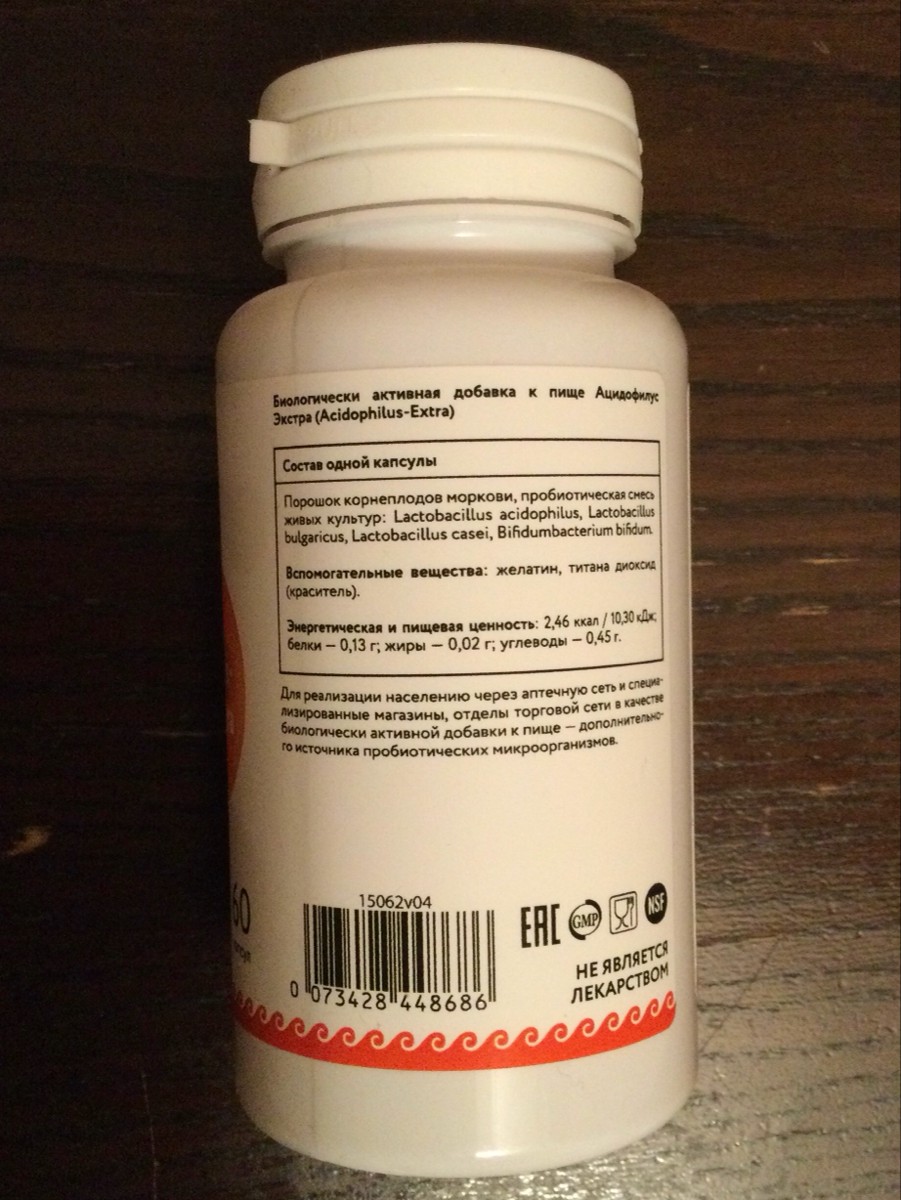 Биологически активная добавка к пище Ацидофилус
Экстра (Acidophilus-Extra)
Состав одной капсулы
Порошок корнеплодов моркови, пробиотическая смесь
живых культур: Lactobacillus acidophilus, Lactobacillus
bulgaricus, Lactobacillus casei, Bifidumbacterium bifidum.
Вспомогательные вещества: желатин, титана диоксид
(краситель).
Энергетическая и пищевая ценность: 2,46 ккал / 10,30 кДж;
белки – 0,13 г; жиры – 0,02 г; углеводы – 0,45 г.
Для реализации населению через аптечную сеть и специа-
лизированные магазины, отделы торговой сети в качестве
биологически активной добавки к пище – дополнительно-
го источника пробиотических микроорганизмов.
60
15062v04
0 073428 448686
EAC GMP NSF
НЕ ЯВЛЯЕТСЯ
ЛЕКАРСТВОМ